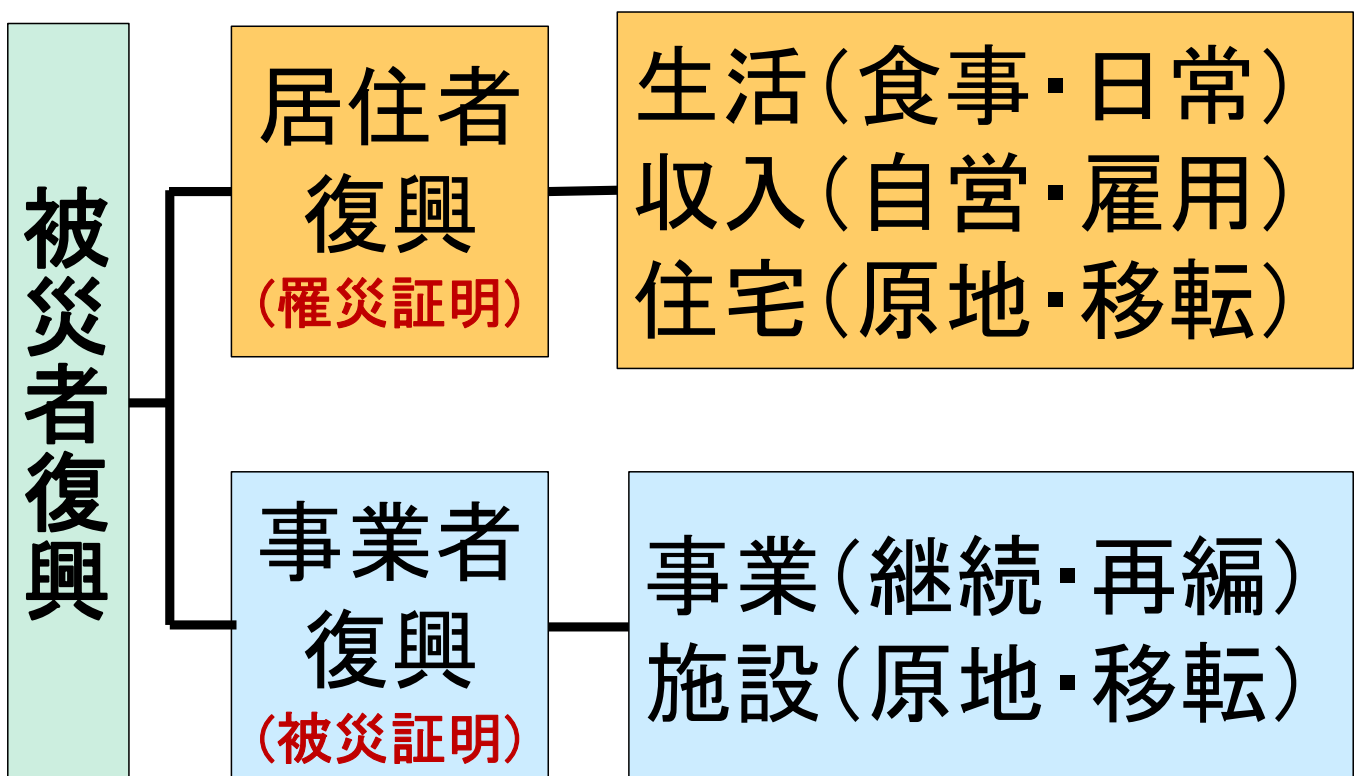 被災者復興
居住者
復興
（罹災証明）
生活（食事・日常）
収入（自営・雇用）
住宅（原地・移転）
事業者
復興
（被災証明）
事業（継続・再編）
施設（原地・移転）